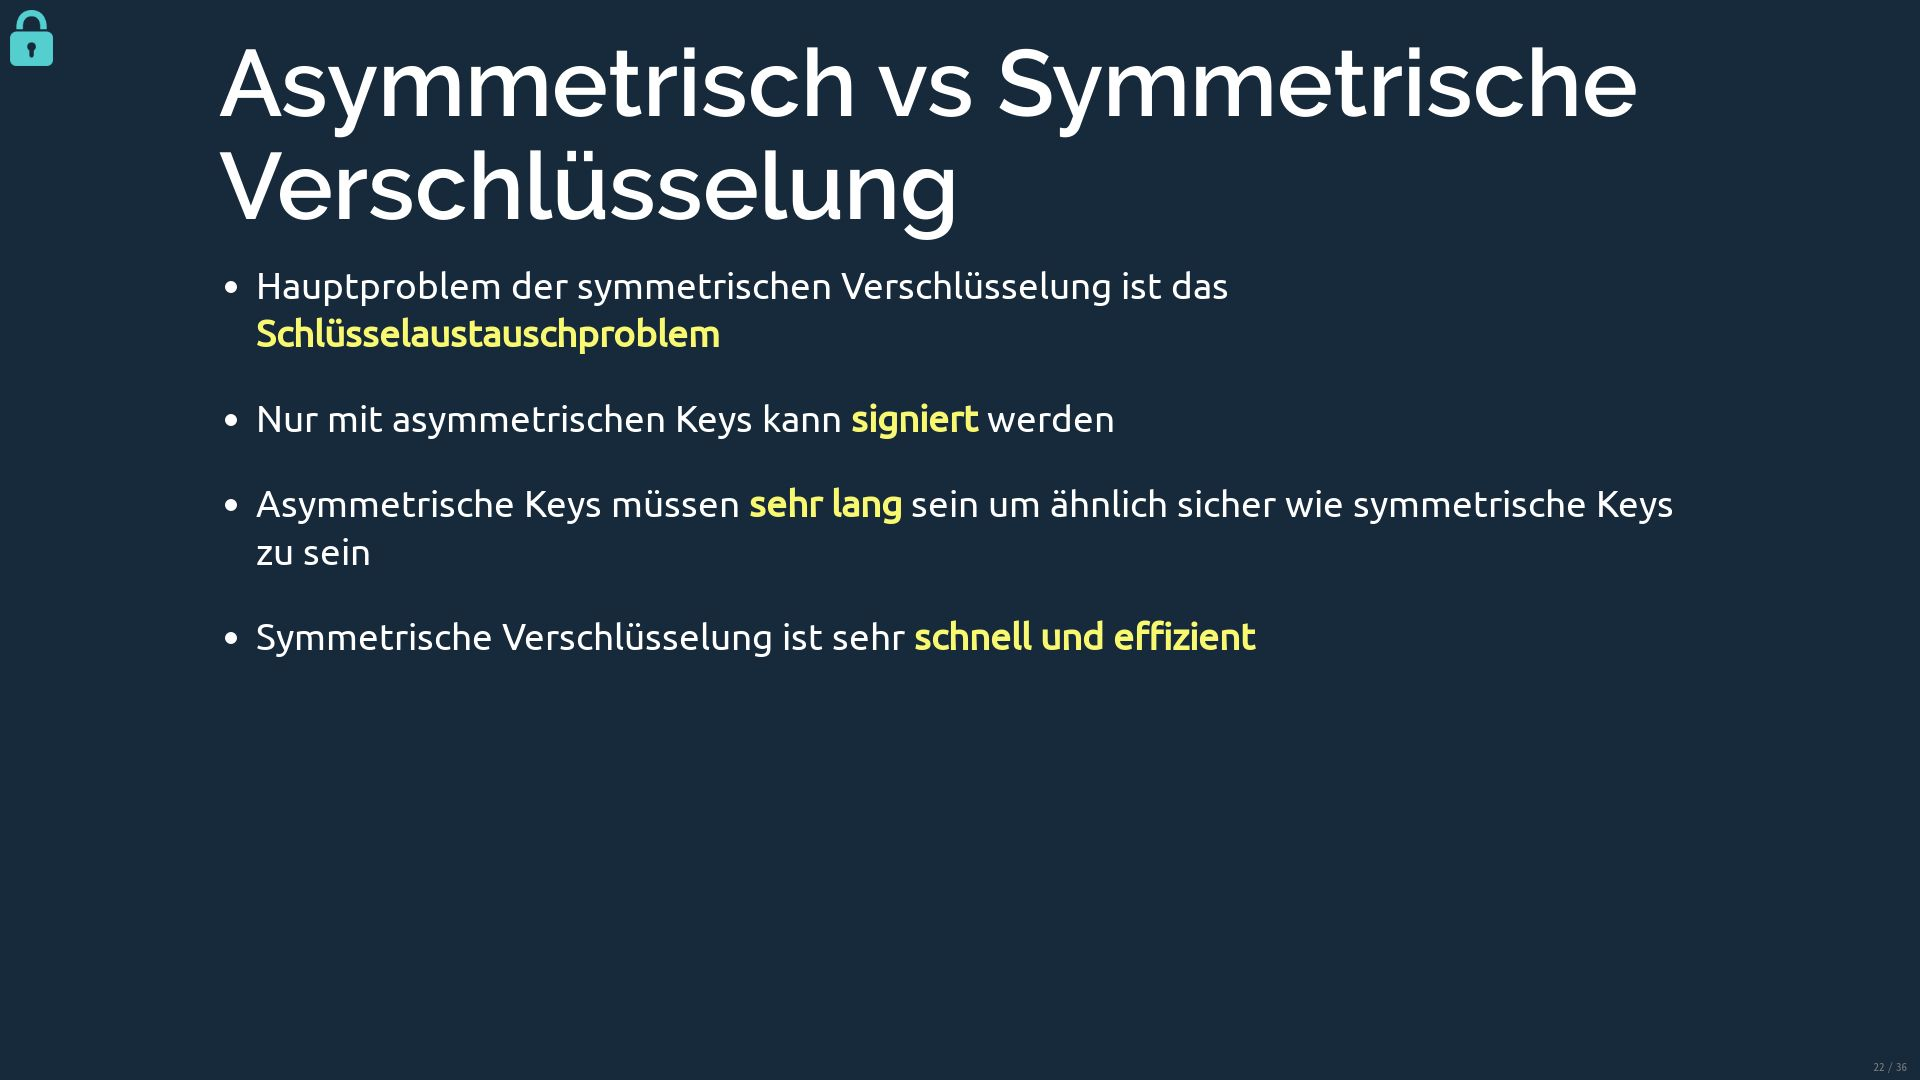 Asymmetrisch vs Symmetrische
Verschlüsselung
• Hauptproblem der symmetrischen Verschlüsselung ist das
Schlüsselaustauschproblem
• Nur mit asymmetrischen Keys kann signiert werden
• Asymmetrische Keys müssen sehr lang sein um ähnlich sicher wie symmetrische Keys
zu sein
• Symmetrische Verschlüsselung ist sehr schnell und effizient
22 / 36